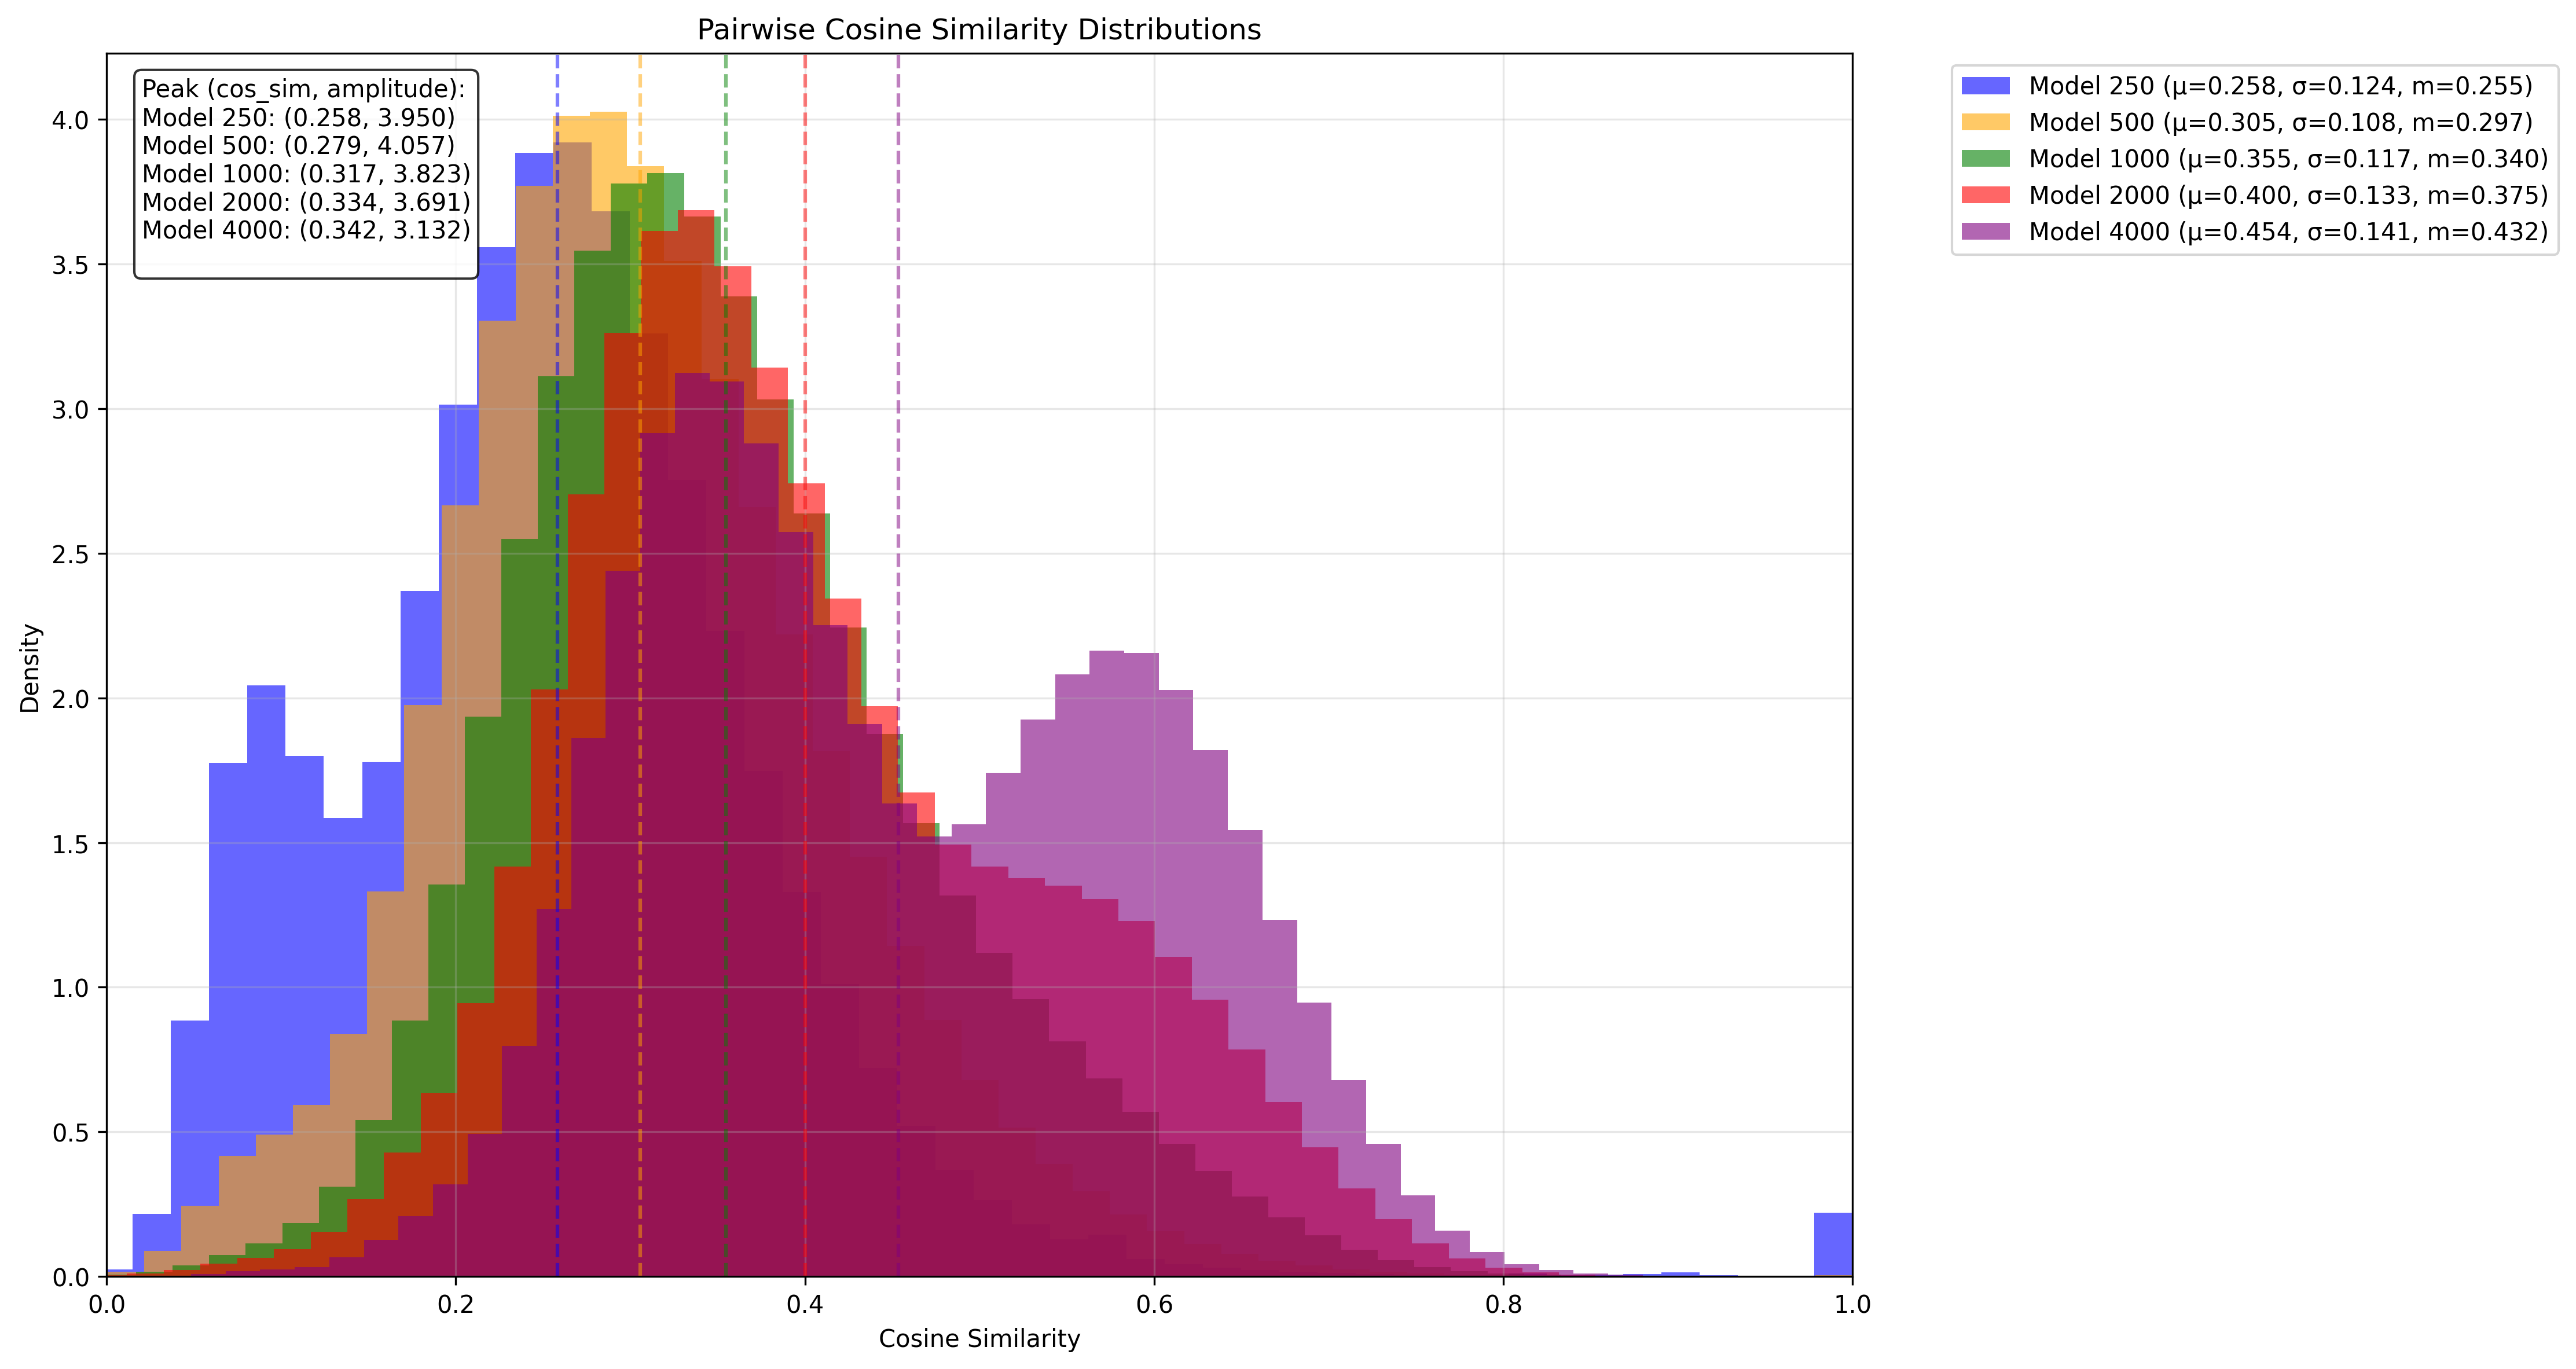 Pairwise Cosine Similarity Distributions
Peak (cos_sim, amplitude):
Model 250: (0.258, 3.950)
Model 500: (0.279, 4.057)
Model 1000: (0.317, 3.823)
Model 2000: (0.334, 3.691)
Model 4000: (0.342, 3.132)
Model 250 (μ=0.258, σ=0.124, m=0.255)
Model 500 (μ=0.305, σ=0.108, m=0.297)
Model 1000 (μ=0.355, σ=0.117, m=0.340)
Model 2000 (μ=0.400, σ=0.133, m=0.375)
Model 4000 (μ=0.454, σ=0.141, m=0.432)
Density
4.0
3.5
3.0
2.5
2.0
1.5
1.0
0.5
0.0
0.0 0.2 0.4 0.6 0.8 1.0
Cosine Similarity